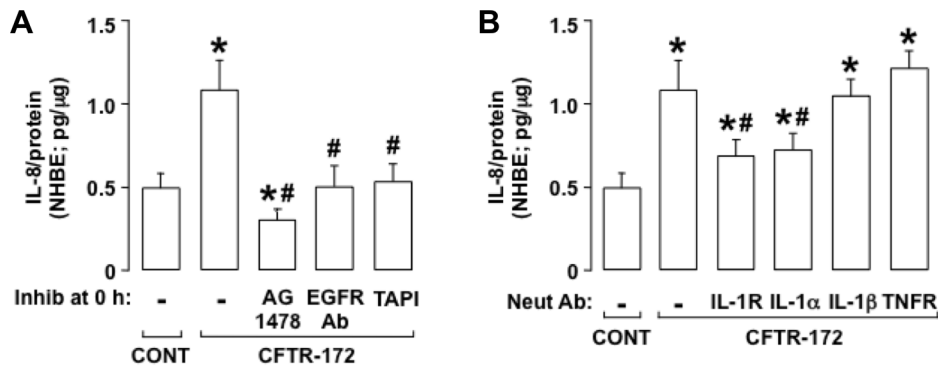 A
IL-8/protein
(NHBE; pg/μg)
1.5
1.0
0.5
0
*
*#
#
#
Inhib at 0 h: - - AG EGFR TAPI
1478 Ab
CONT CFTR-172
B
IL-8/protein
(NHBE; pg/μg)
1.5
1.0
0.5
0
*
*#
*#
*
*
Neut Ab: - - IL-1R IL-1α IL-1β TNFR
CONT CFTR-172